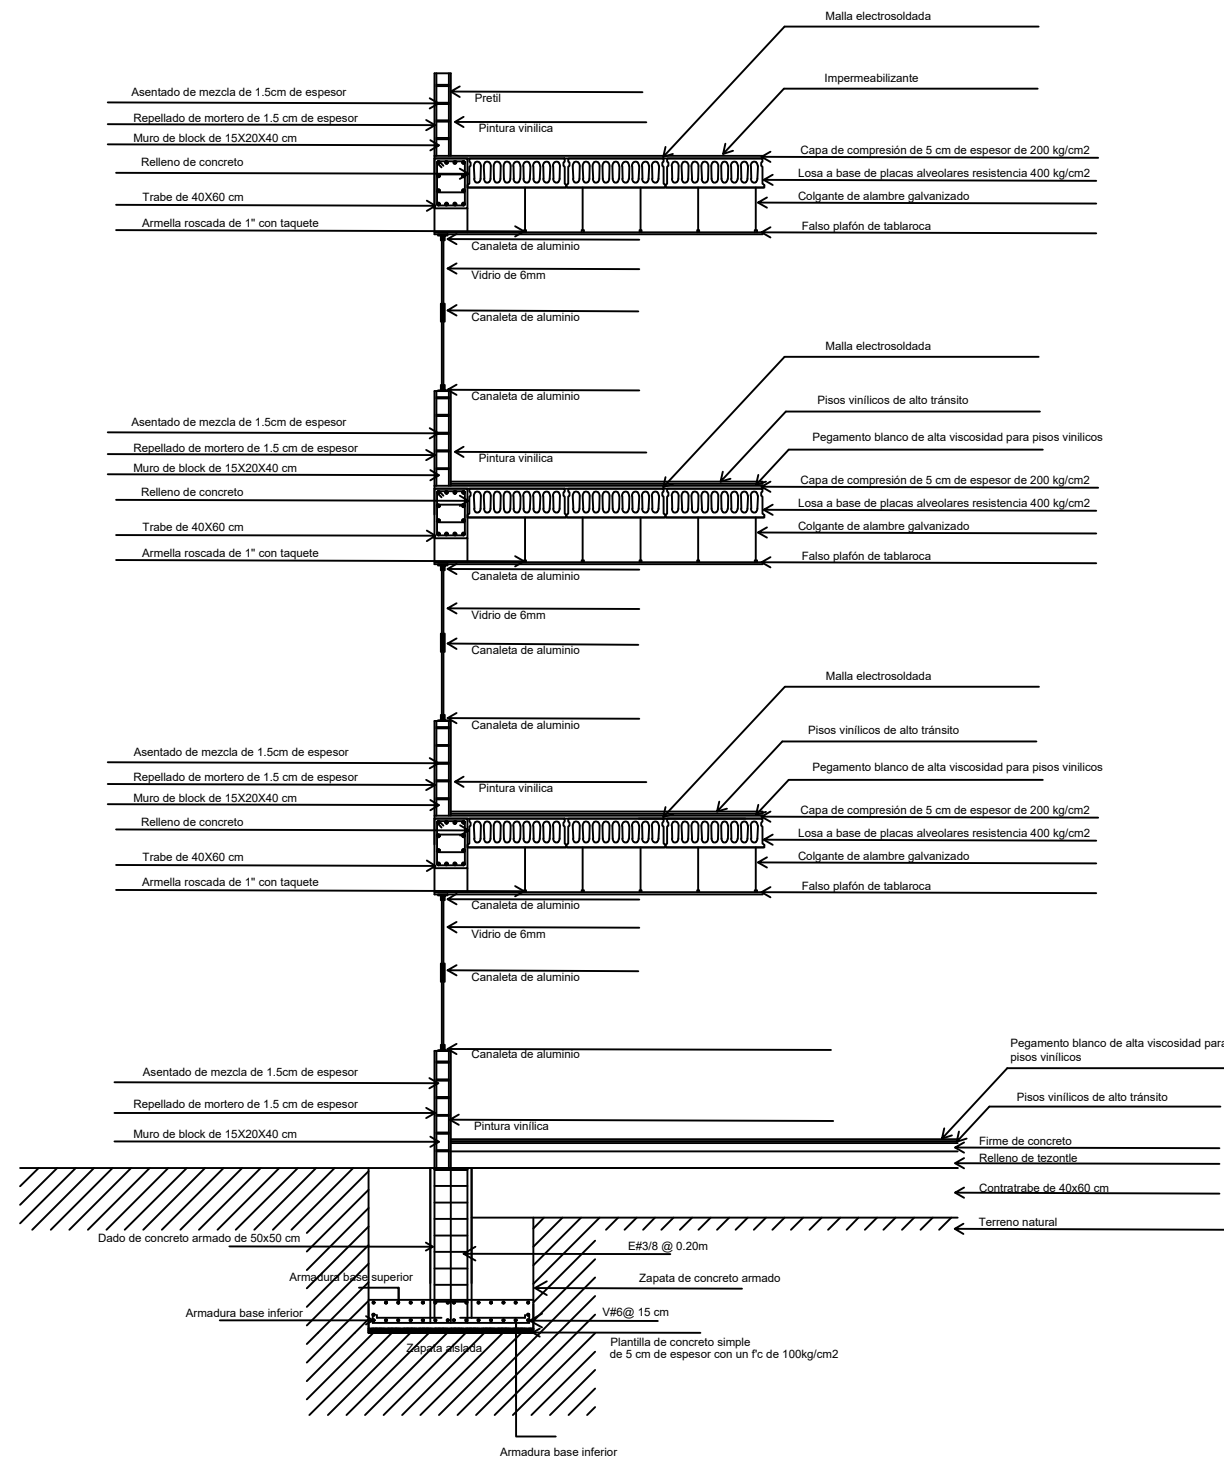 Malla electrosoldada
Impermeabilizante
Asentado de mezcla de 1.5cm de espesor
Pretil
Repellado de mortero de 1.5 cm de espesor
Pintura vinilica
Muro de block de 15X20X40 cm
Capa de compresión de 5 cm de espesor de 200 kg/cm2
Relleno de concreto
Losa a base de placas alveolares resistencia 400 kg/cm2
Trabe de 40X60 cm
Colgante de alambre galvanizado
Armella roscada de 1" con taquete
Falso plafón de tablaroca
Canaleta de aluminio
Vidrio de 6mm
Canaleta de aluminio
Malla electrosoldada
Canaleta de aluminio
Pisos vinílicos de alto tránsito
Asentado de mezcla de 1.5cm de espesor
Pegamento blanco de alta viscosidad para pisos vinilicos
Repellado de mortero de 1.5 cm de espesor
Pintura vinilica
Muro de block de 15X20X40 cm
Capa de compresión de 5 cm de espesor de 200 kg/cm2
Relleno de concreto
Losa a base de placas alveolares resistencia 400 kg/cm2
Trabe de 40X60 cm
Colgante de alambre galvanizado
Armella roscada de 1" con taquete
Falso plafón de tablaroca
Canaleta de aluminio
Vidrio de 6mm
Canaleta de aluminio
Malla electrosoldada
Canaleta de aluminio
Pisos vinílicos de alto tránsito
Asentado de mezcla de 1.5cm de espesor
Pegamento blanco de alta viscosidad para pisos vinilicos
Repellado de mortero de 1.5 cm de espesor
Pintura vinilica
Muro de block de 15X20X40 cm
Capa de compresión de 5 cm de espesor de 200 kg/cm2
Relleno de concreto
Losa a base de placas alveolares resistencia 400 kg/cm2
Trabe de 40X60 cm
Colgante de alambre galvanizado
Armella roscada de 1" con taquete
Falso plafón de tablaroca
Canaleta de aluminio
Vidrio de 6mm
Canaleta de aluminio
Canaleta de aluminio
Pegamento blanco de alta viscosidad para
pisos vinílicos
Asentado de mezcla de 1.5cm de espesor
Pisos vinílicos de alto tránsito
Repellado de mortero de 1.5 cm de espesor
Pintura vinílica
Muro de block de 15X20X40 cm
Firme de concreto
Relleno de tezontle
Contratrabe de 40x60 cm
Terreno natural
Dado de concreto armado de 50x50 cm
E#3/8 @ 0.20m
Armadura base superior
Zapata de concreto armado
Armadura base inferior
V#6@ 15 cm
Zapata aislada
Plantilla de concreto simple
de 5 cm de espesor con un f'c de 100kg/cm2
Armadura base inferior